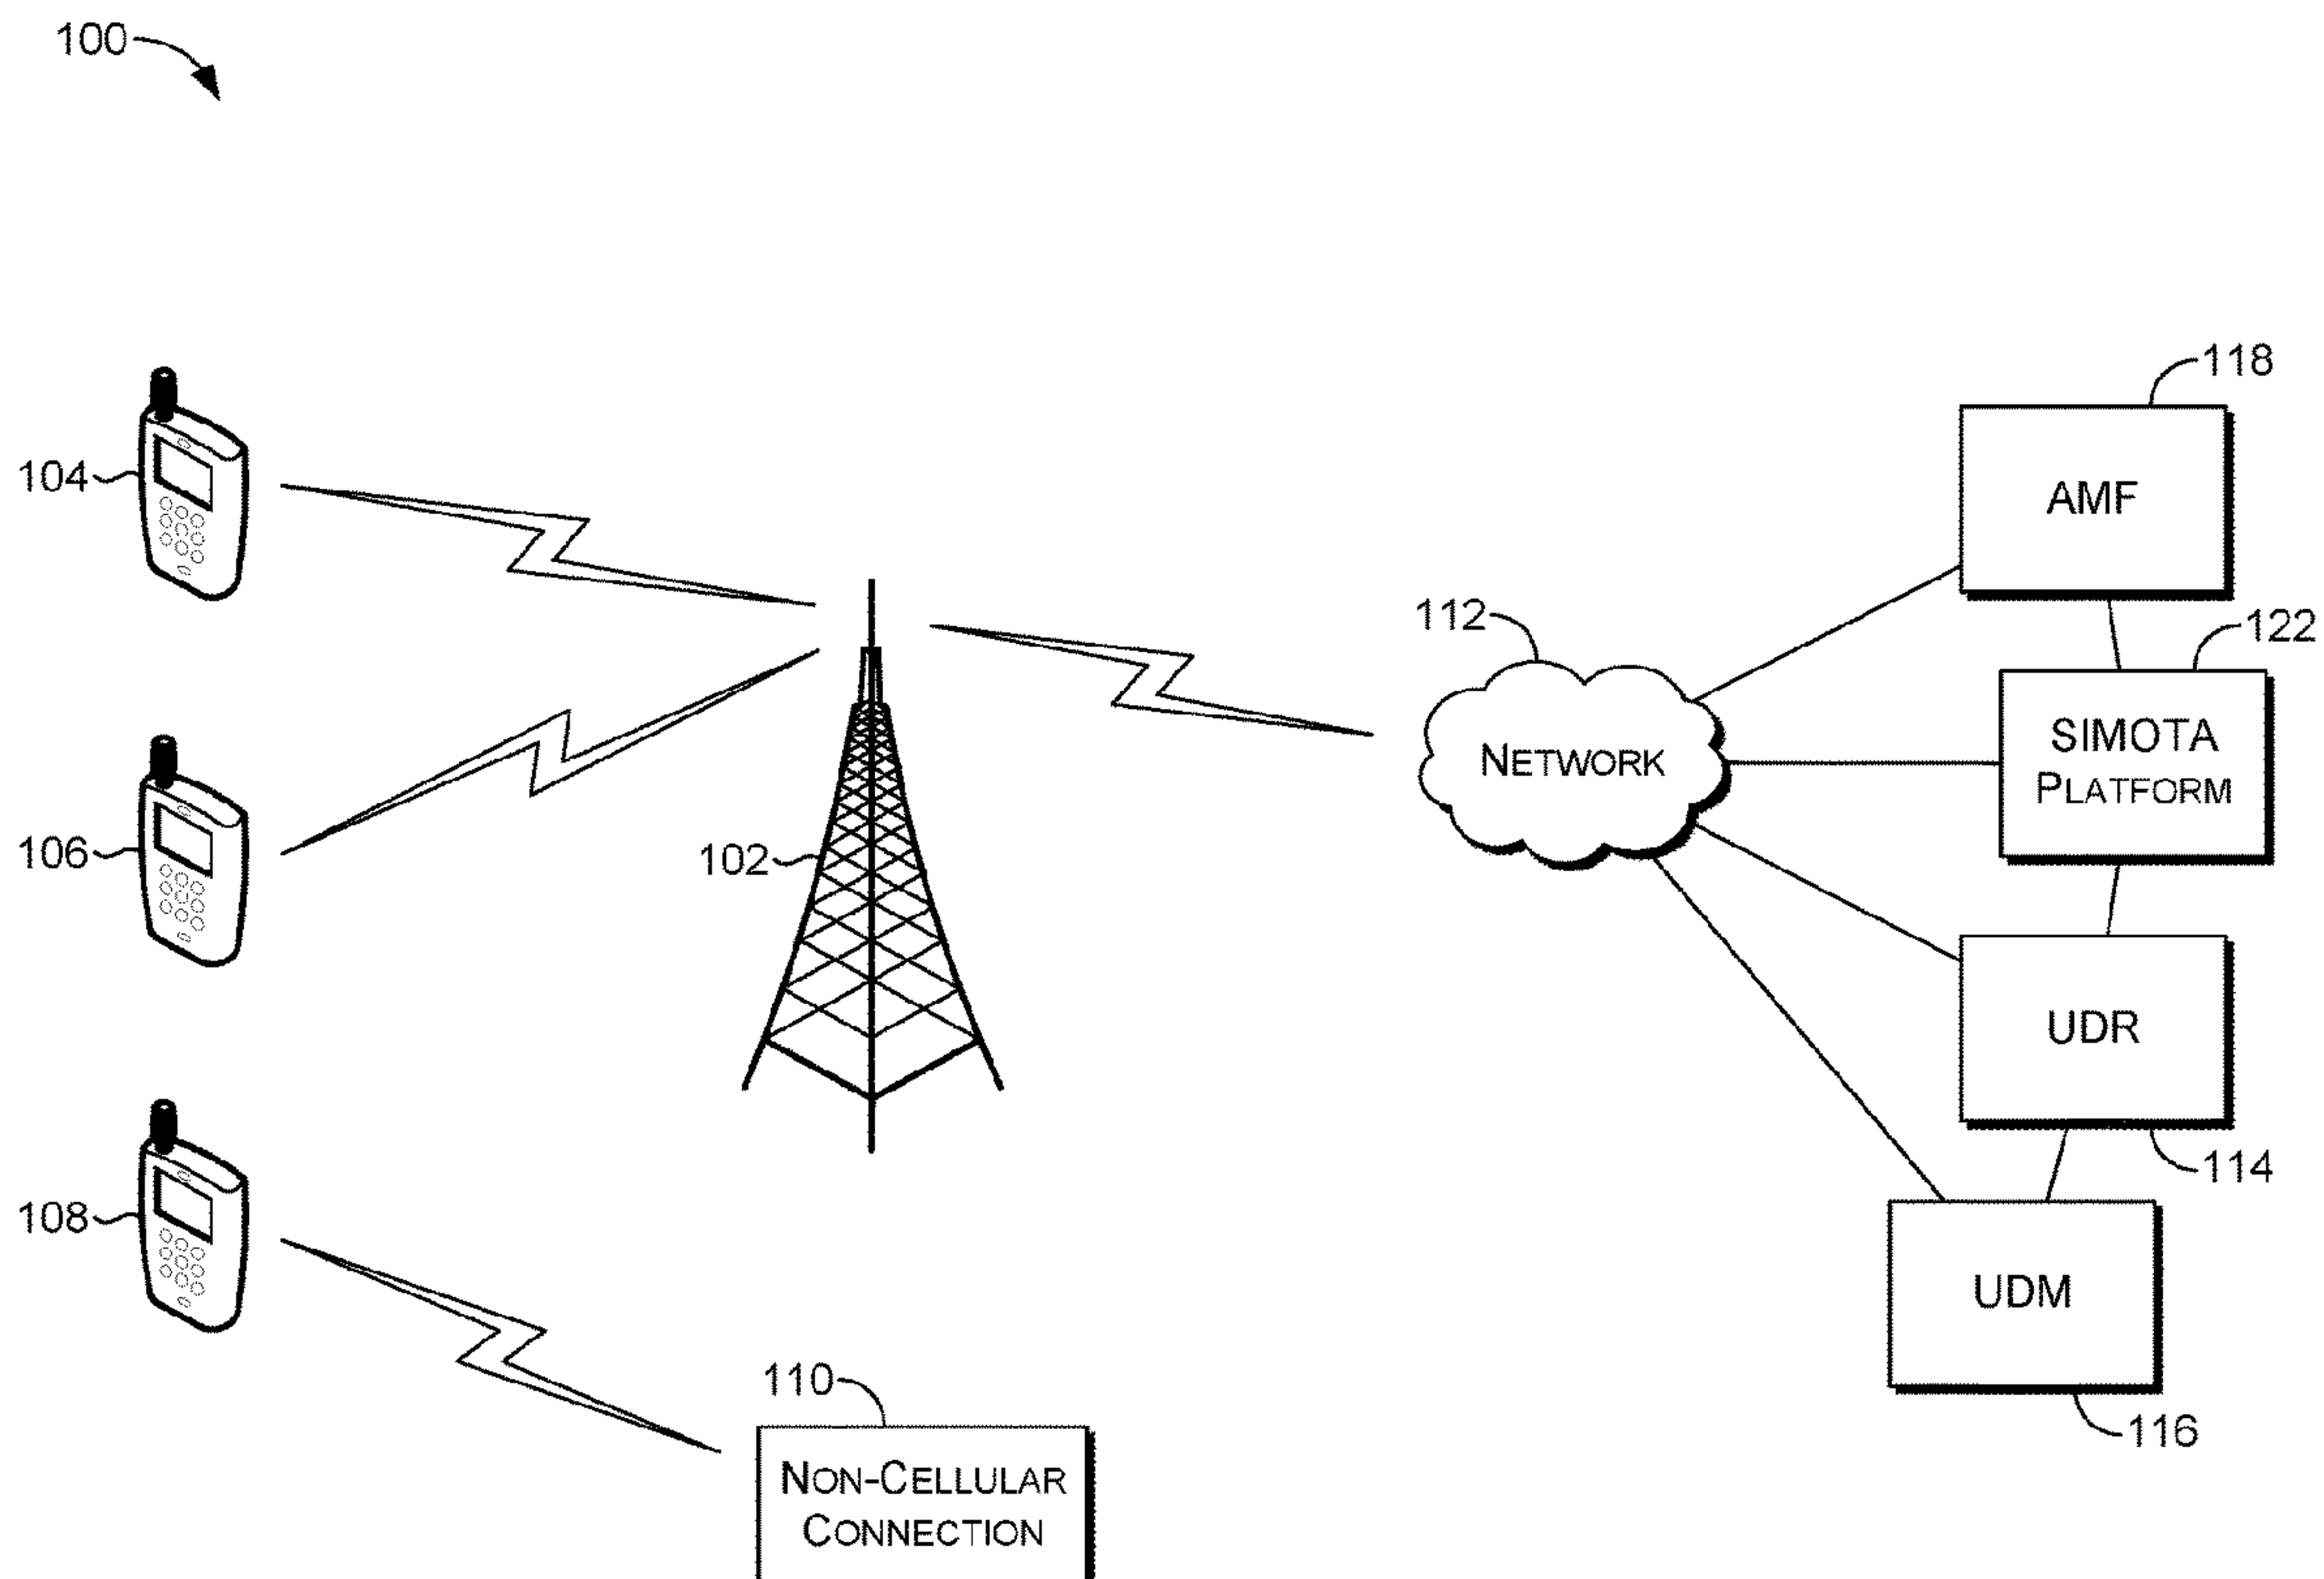 100
118
104
AMF
112
122
SIMOTA
PLATFORM
NETWORK
106
102
UDR
114
108
UDM
110
116
NON-CELLULAR
CONNECTION